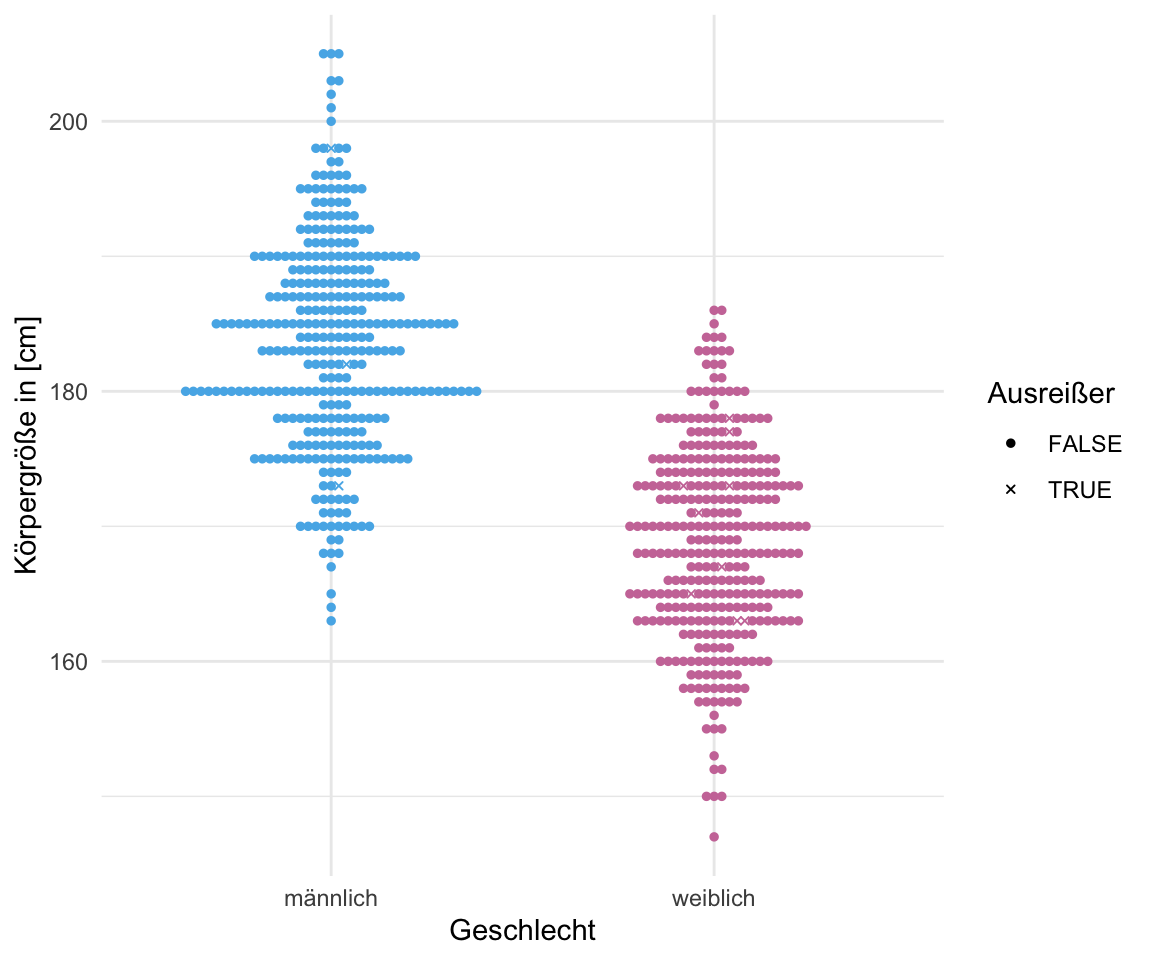 200
180
160
Körpergröße in [cm]
männlich
weiblich
Geschlecht
Ausreißer
FALSE
TRUE